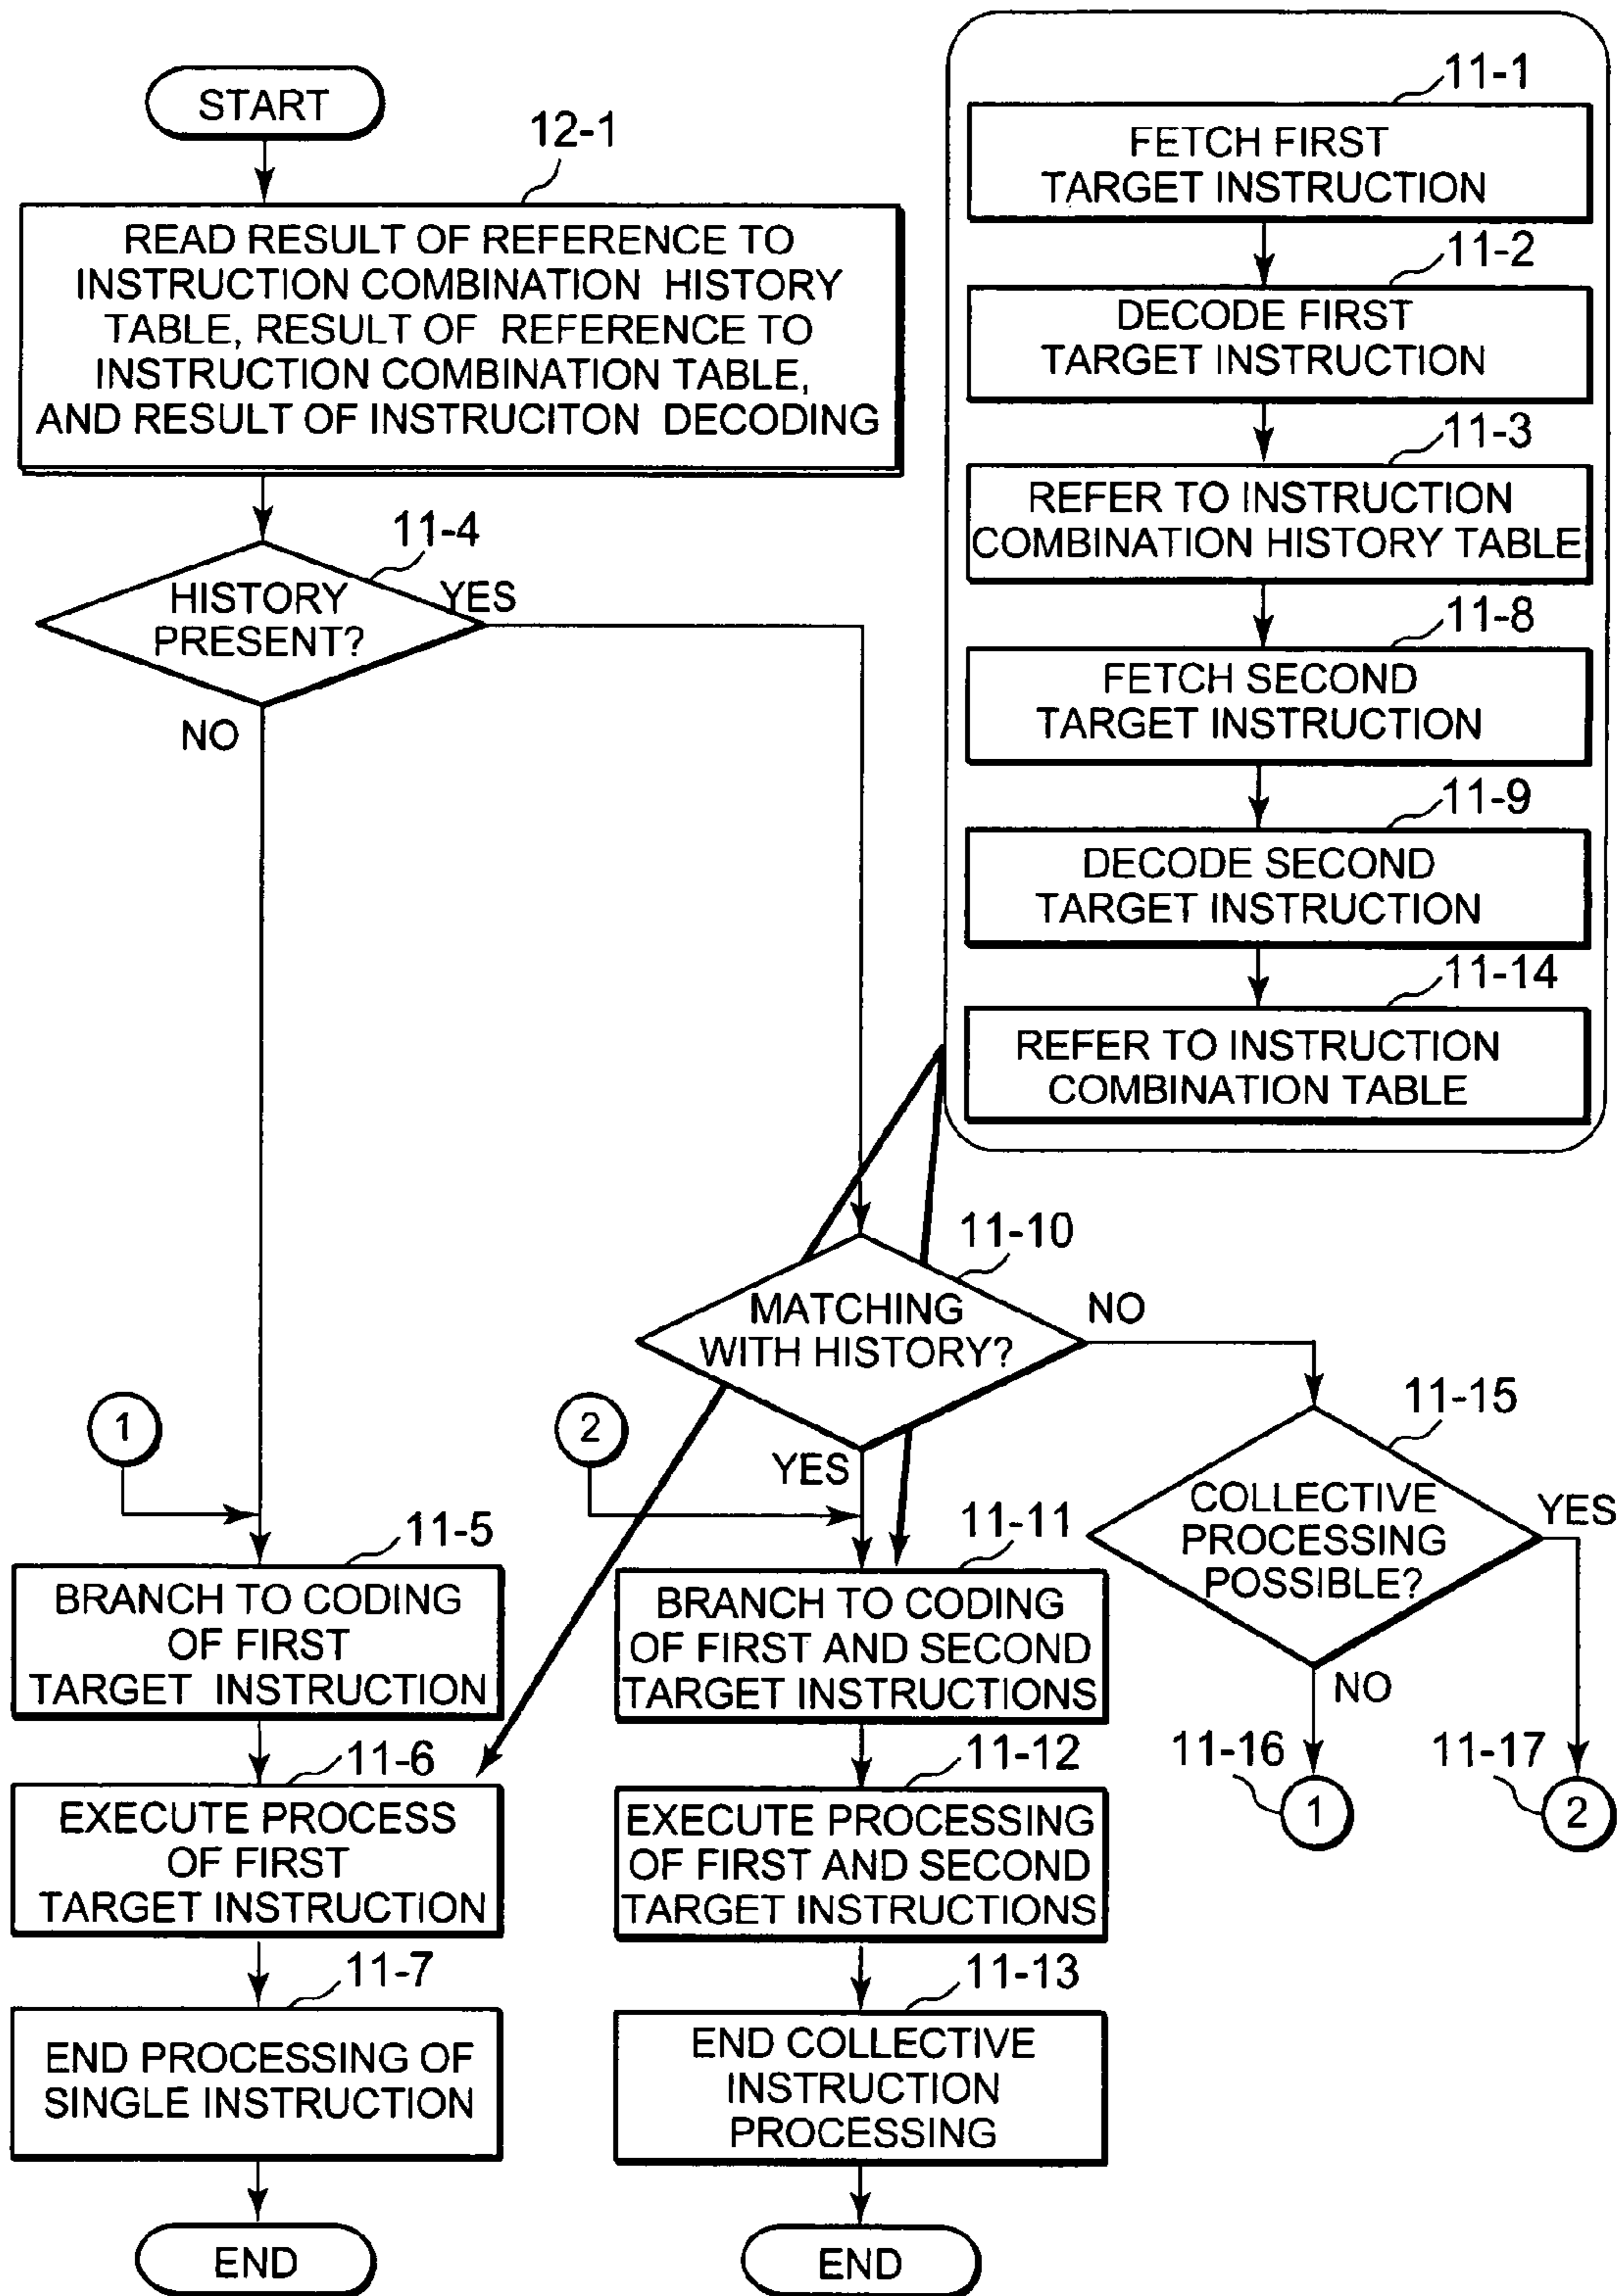 START
12-1
READ RESULT OF REFERENCE TO
INSTRUCTION COMBINATION HISTORY
TABLE, RESULT OF REFERENCE TO
INSTRUCTION COMBINATION TABLE,
AND RESULT OF INSTRUCITON DECODING
11-4
HISTORY
PRESENT?
YES
NO
11-1
FETCH FIRST
TARGET INSTRUCTION
11-2
DECODE FIRST
TARGET INSTRUCTION
11-3
REFER TO INSTRUCTION
COMBINATION HISTORY TABLE
11-8
FETCH SECOND
TARGET INSTRUCTION
11-9
DECODE SECOND
TARGET INSTRUCTION
11-14
REFER TO INSTRUCTION
COMBINATION TABLE
11-10
MATCHING
WITH HISTORY?
NO
YES
11-15
COLLECTIVE
PROCESSING
POSSIBLE?
YES
NO
11-16
1
11-17
2
1
11-5
BRANCH TO CODING
OF FIRST
TARGET INSTRUCTION
11-6
EXECUTE PROCESS
OF FIRST
TARGET INSTRUCTION
11-7
END PROCESSING OF
SINGLE INSTRUCTION
END
2
11-11
BRANCH TO CODING
OF FIRST AND SECOND
TARGET INSTRUCTIONS
11-12
EXECUTE PROCESSING
OF FIRST AND SECOND
TARGET INSTRUCTIONS
11-13
END COLLECTIVE
INSTRUCTION
PROCESSING
END